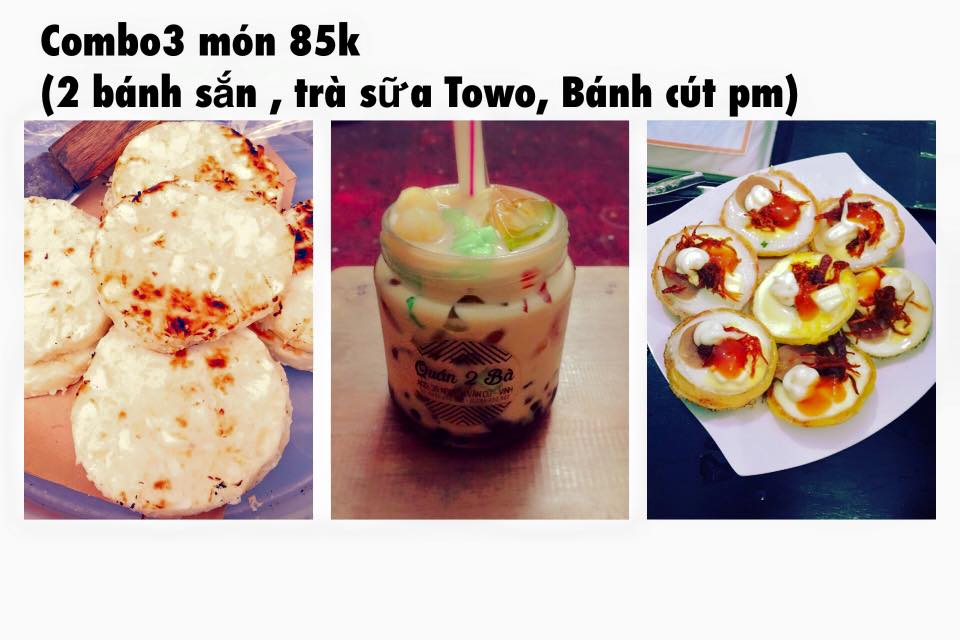 Combo3 món 85k
(2 bánh sắn , trà sữa Towo, Bánh cút pm)
Quán 2 Bà